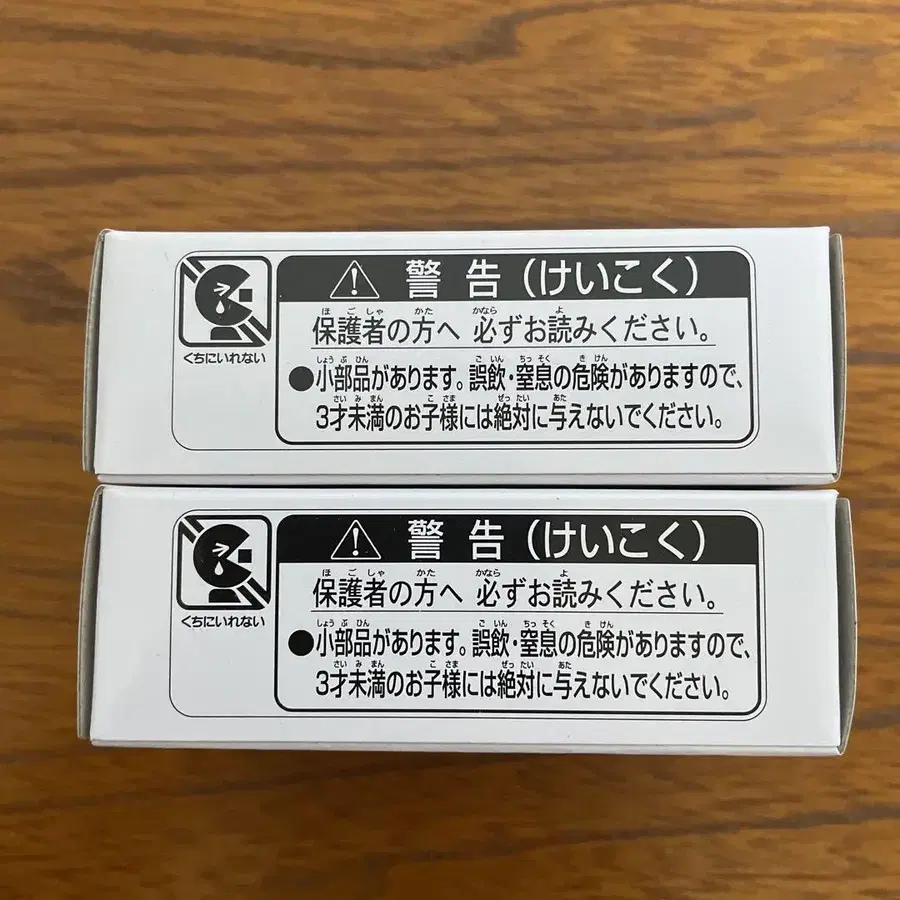 警告（けいこく）
保護者の方へ 必ずお読みください。
ほごしゃ かた かなら よ
●小部品があります。誤飲・窒息の危険がありますので、
しょうぶひん ごいん ちっそく きけん
3才未満のお子様には絶対に与えないでください。
さいみまん こさま ぜったい あた
くちにいれない
警告（けいこく）
保護者の方へ 必ずお読みください。
ほごしゃ かた かなら よ
●小部品があります。誤飲・窒息の危険がありますので、
しょうぶひん ごいん ちっそく きけん
3才未満のお子様には絶対に与えないでください。
さいみまん こさま ぜったい あた
くちにいれない